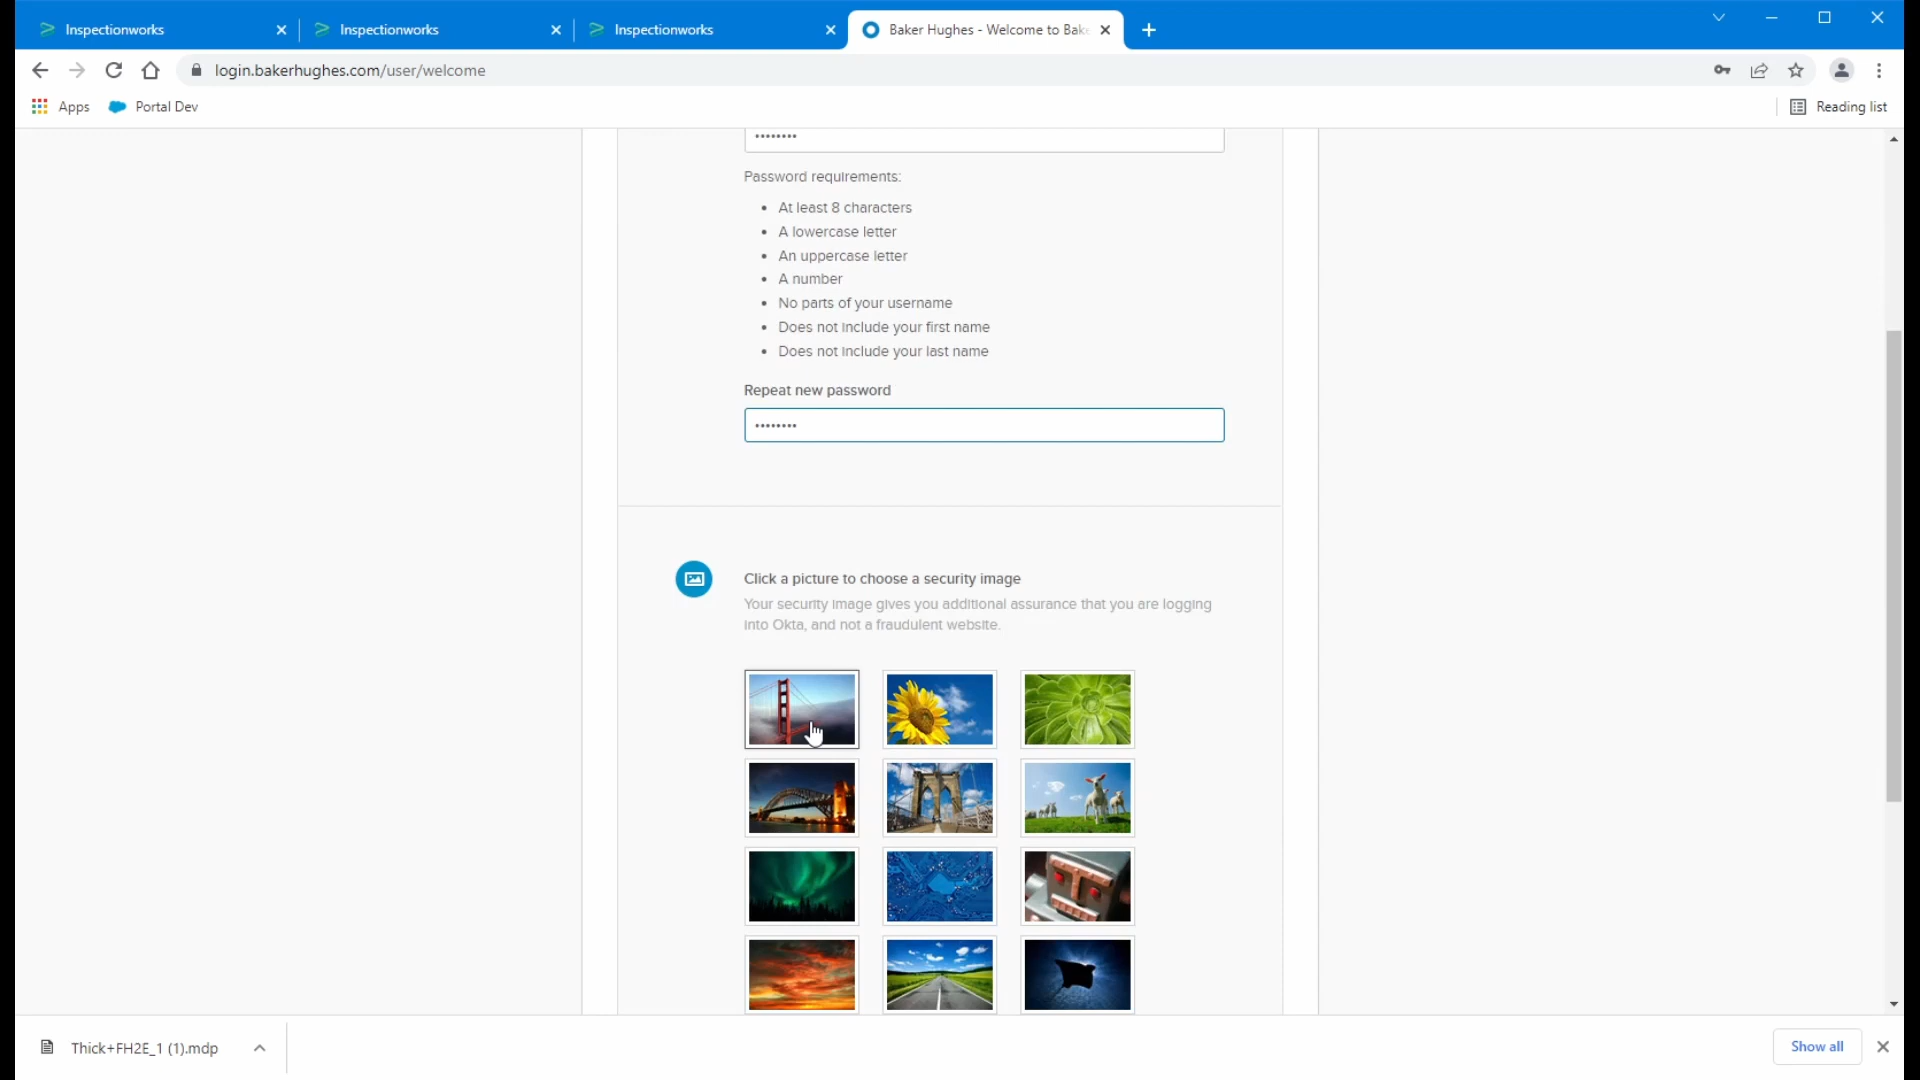 Inspectionworks
Inspectionworks
Inspectionworks
Baker Hughes - Welcome to Bak
login.bakerhughes.com/user/welcome
Apps
Portal Dev
Reading list
••••••••
Password requirements:
• At least 8 characters
• A lowercase letter
• An uppercase letter
• A number
• No parts of your username
• Does not include your first name
• Does not include your last name
Repeat new password
••••••••
Click a picture to choose a security image
Your security image gives you additional assurance that you are logging
into Okta, and not a fraudulent website.
Thick+FH2E_1 (1).mdp
Show all